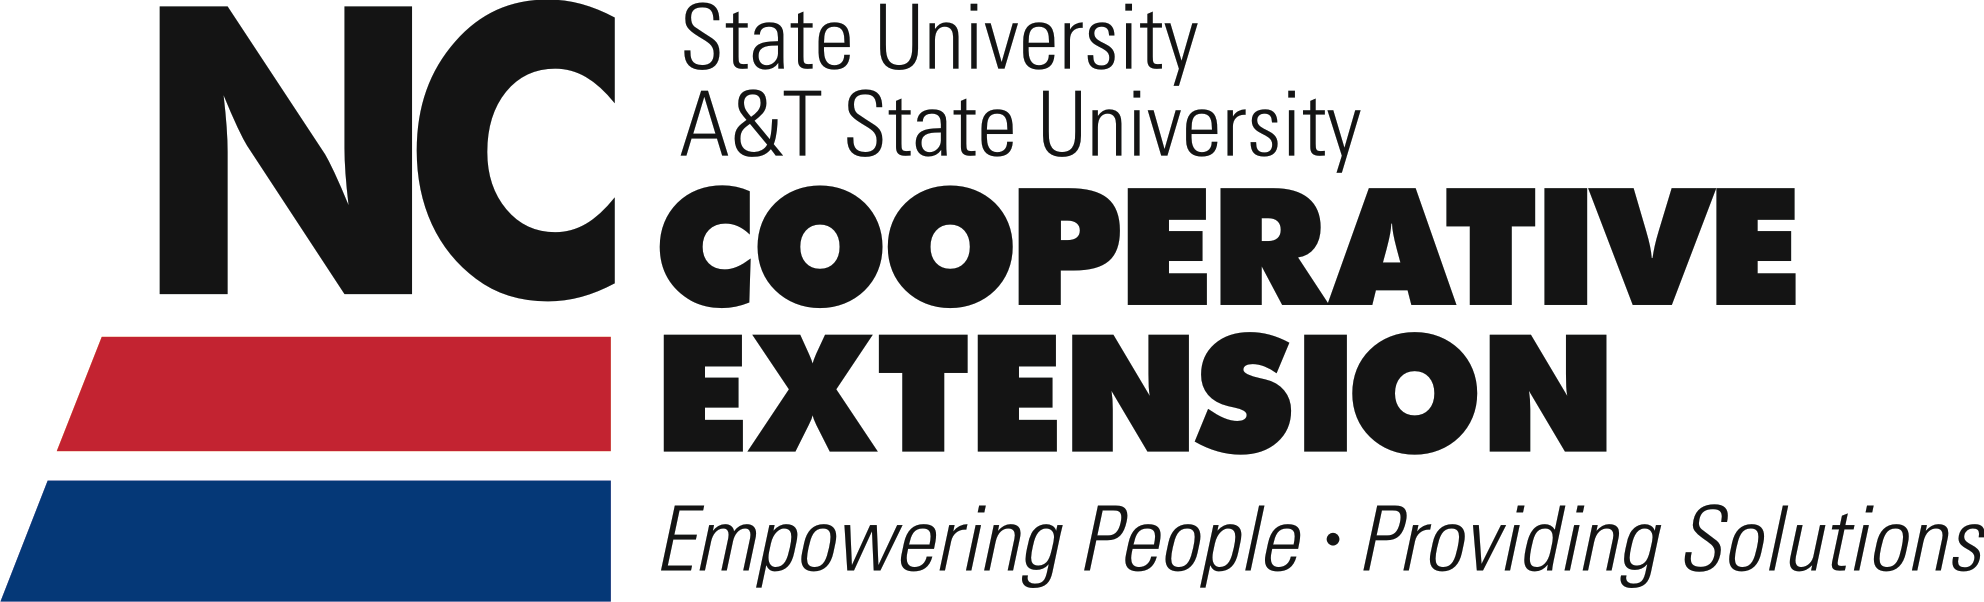 NC
State University
A&T State University
COOPERATIVE
EXTENSION
Empowering People · Providing Solutions